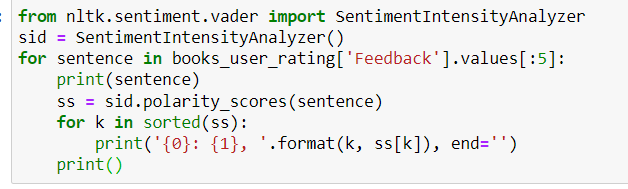 from nltk.sentiment.vader import SentimentIntensityAnalyzer
sid = SentimentIntensityAnalyzer()
for sentence in books_user_rating['Feedback'].values[:5]:
    print(sentence)
    ss = sid.polarity_scores(sentence)
    for k in sorted(ss):
        print('{0}: {1}, '.format(k, ss[k]), end='')
    print()